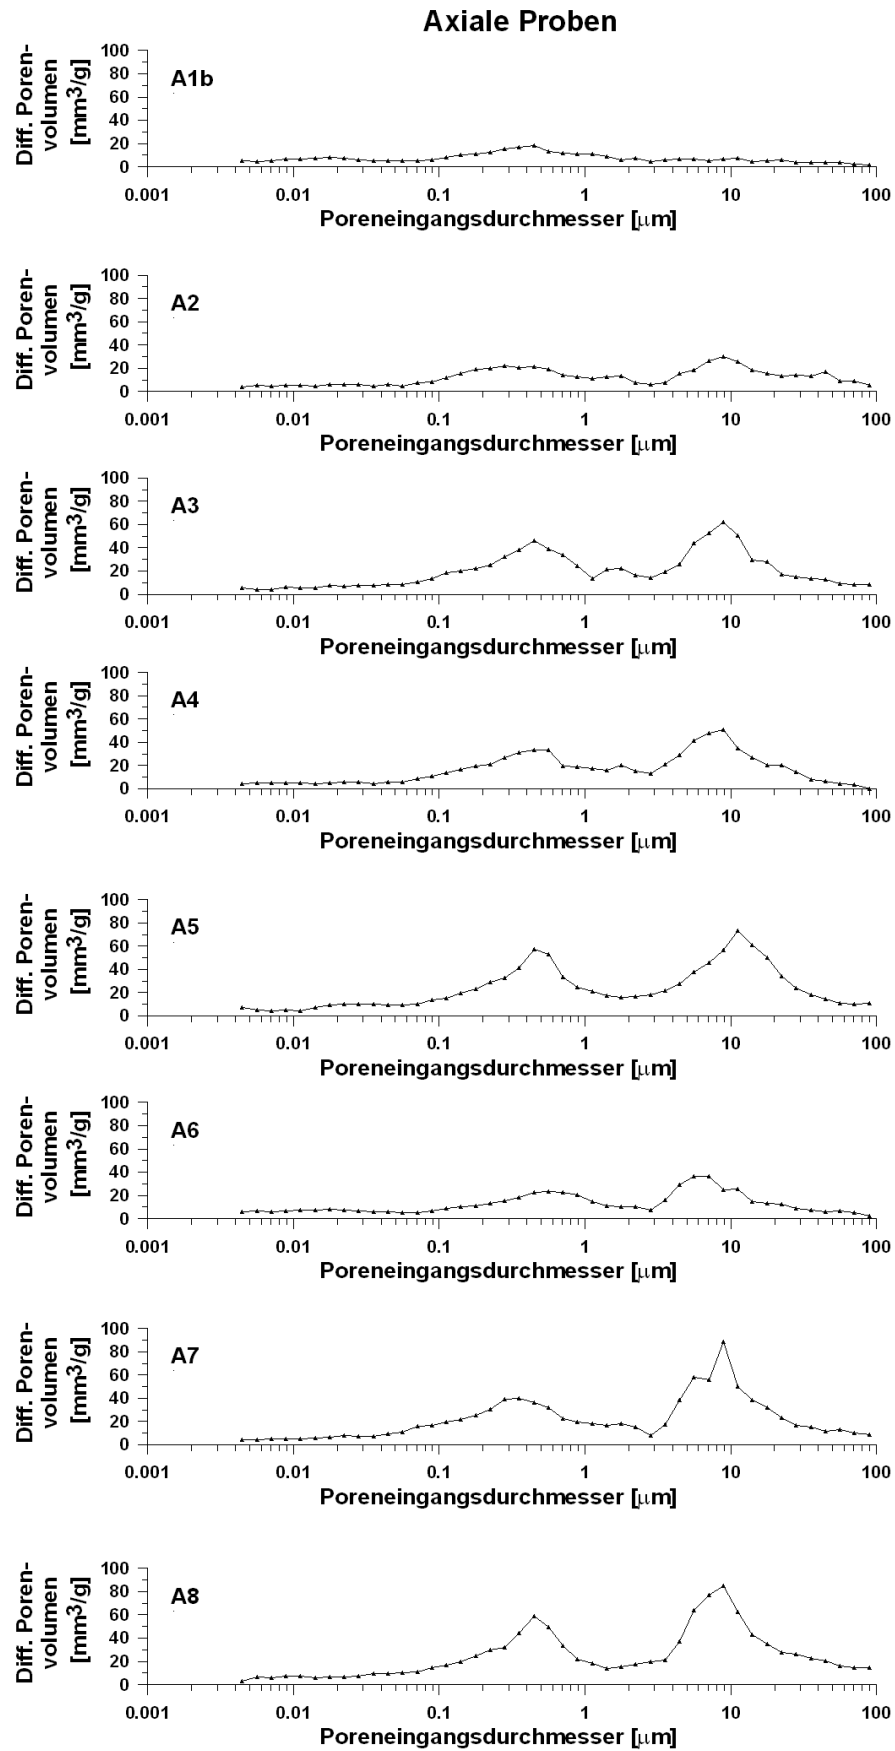 Axiale Proben
Diff. Poren-
volumen
[mm³/g]
100
80
60
40
20
0
A1b
0.001 0.01 0.1 1 10 100
Poreneingangsdurchmesser [μm]
Diff. Poren-
volumen
[mm³/g]
100
80
60
40
20
0
A2
0.001 0.01 0.1 1 10 100
Poreneingangsdurchmesser [μm]
Diff. Poren-
volumen
[mm³/g]
100
80
60
40
20
0
A3
0.001 0.01 0.1 1 10 100
Poreneingangsdurchmesser [μm]
Diff. Poren-
volumen
[mm³/g]
100
80
60
40
20
0
A4
0.001 0.01 0.1 1 10 100
Poreneingangsdurchmesser [μm]
Diff. Poren-
volumen
[mm³/g]
100
80
60
40
20
0
A5
0.001 0.01 0.1 1 10 100
Poreneingangsdurchmesser [μm]
Diff. Poren-
volumen
[mm³/g]
100
80
60
40
20
0
A6
0.001 0.01 0.1 1 10 100
Poreneingangsdurchmesser [μm]
Diff. Poren-
volumen
[mm³/g]
100
80
60
40
20
0
A7
0.001 0.01 0.1 1 10 100
Poreneingangsdurchmesser [μm]
Diff. Poren-
volumen
[mm³/g]
100
80
60
40
20
0
A8
0.001 0.01 0.1 1 10 100
Poreneingangsdurchmesser [μm]